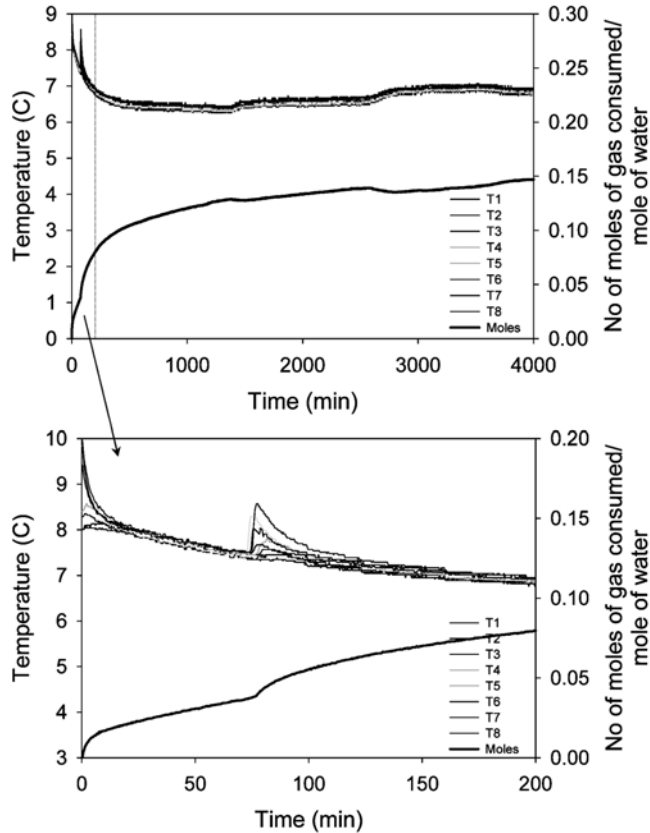 9
8
7
6
5
4
3
2
1
0
Temperature (C)
0.30
0.25
0.20
0.15
0.10
0.05
0.00
No of moles of gas consumed/
mole of water
T1
T2
T3
T4
T5
T6
T7
T8
Moles
0 1000 2000 3000 4000
Time (min)
10
9
8
7
6
5
4
3
Temperature (C)
0.20
0.15
0.10
0.05
0.00
No of moles of gas consumed/
mole of water
T1
T2
T3
T4
T5
T6
T7
T8
Moles
0 50 100 150 200
Time (min)